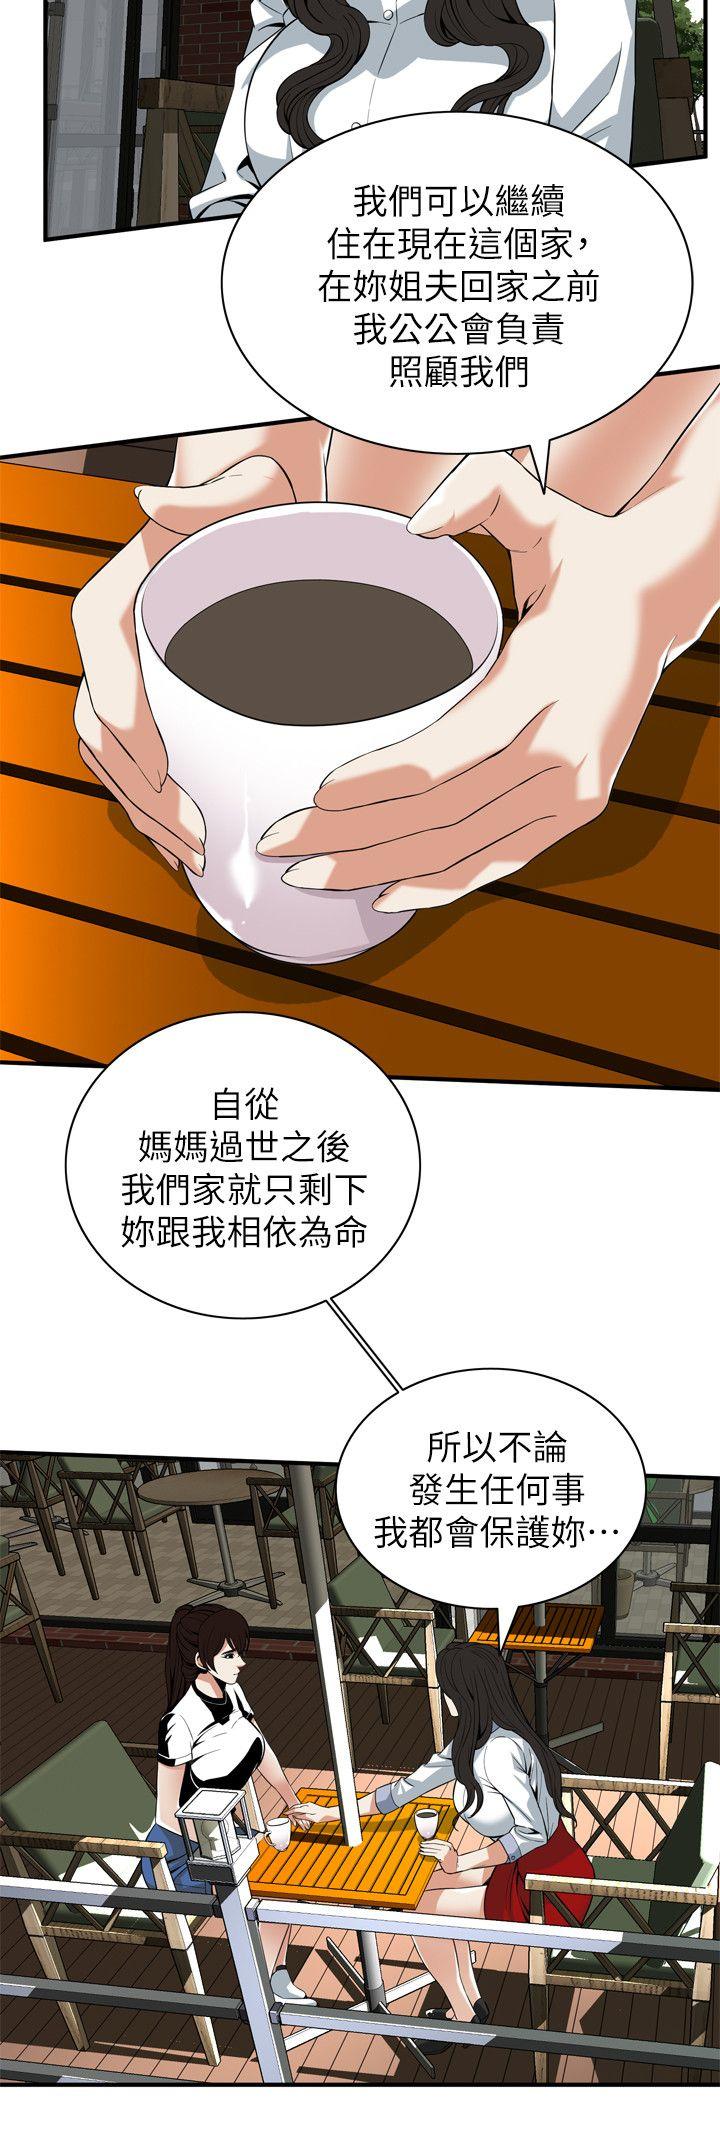 我們可以繼續
住在現在這個家,
在妳姐夫回家之前
我公公會負責
照顧我們
自從
媽媽過世之後
我們家就只剩下
妳跟我相依為命
所以不論
發生任何事
我都會保護妳⋯